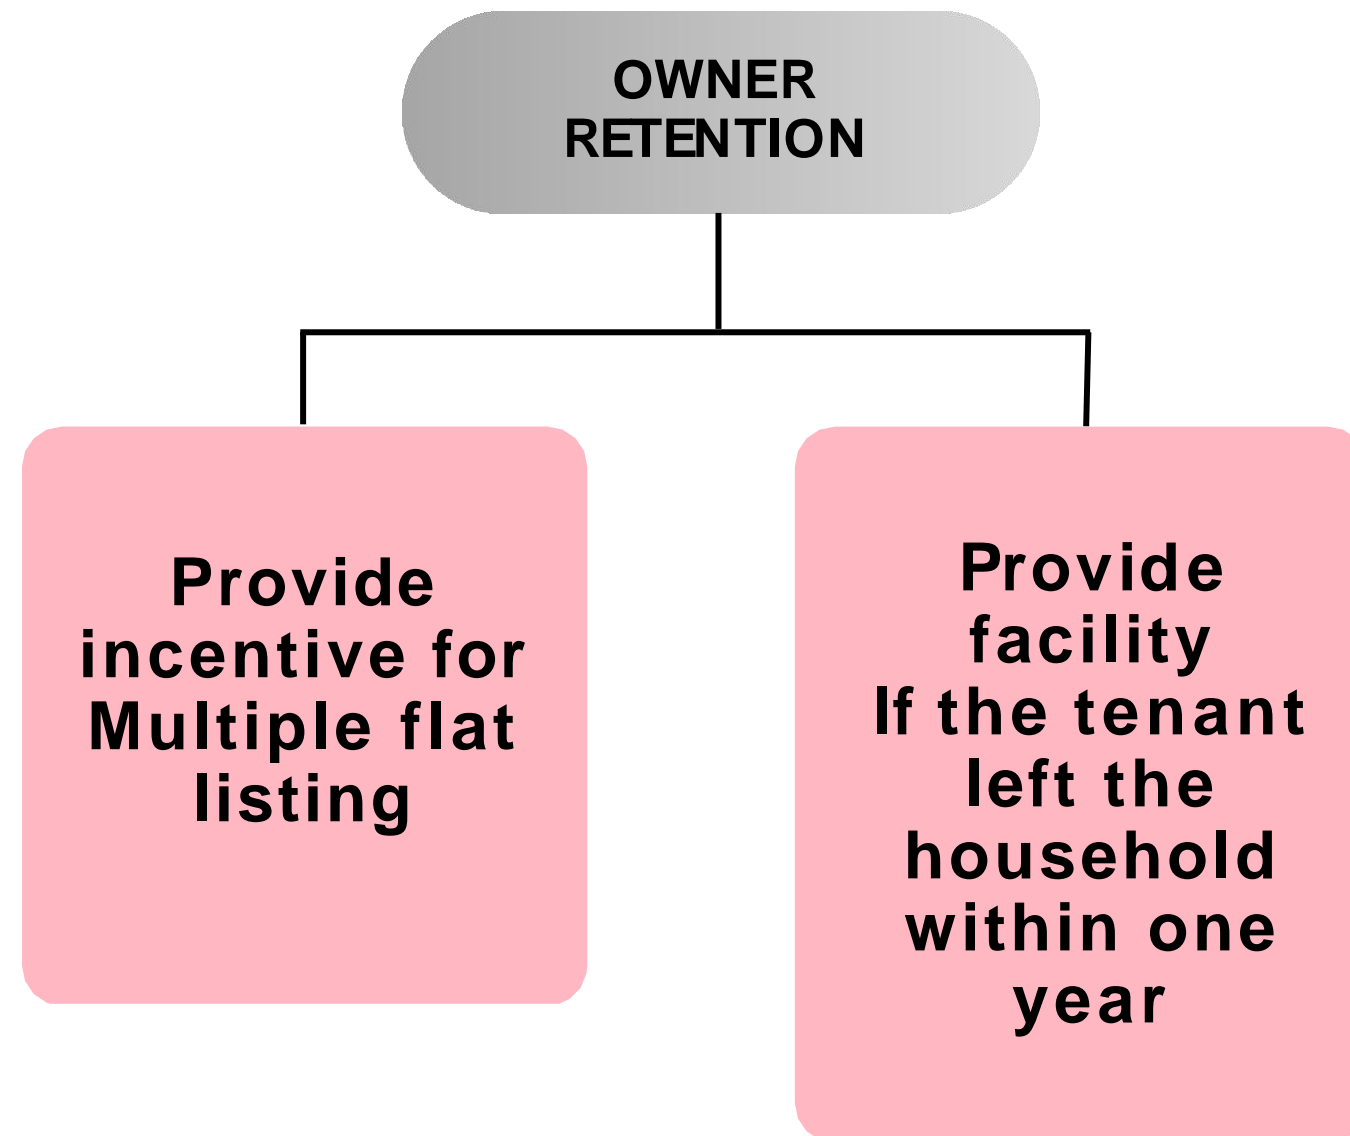 OWNER
RETENTION
Provide
incentive for
Multiple flat
listing
Provide
facility
If the tenant
left the
household
within one
year